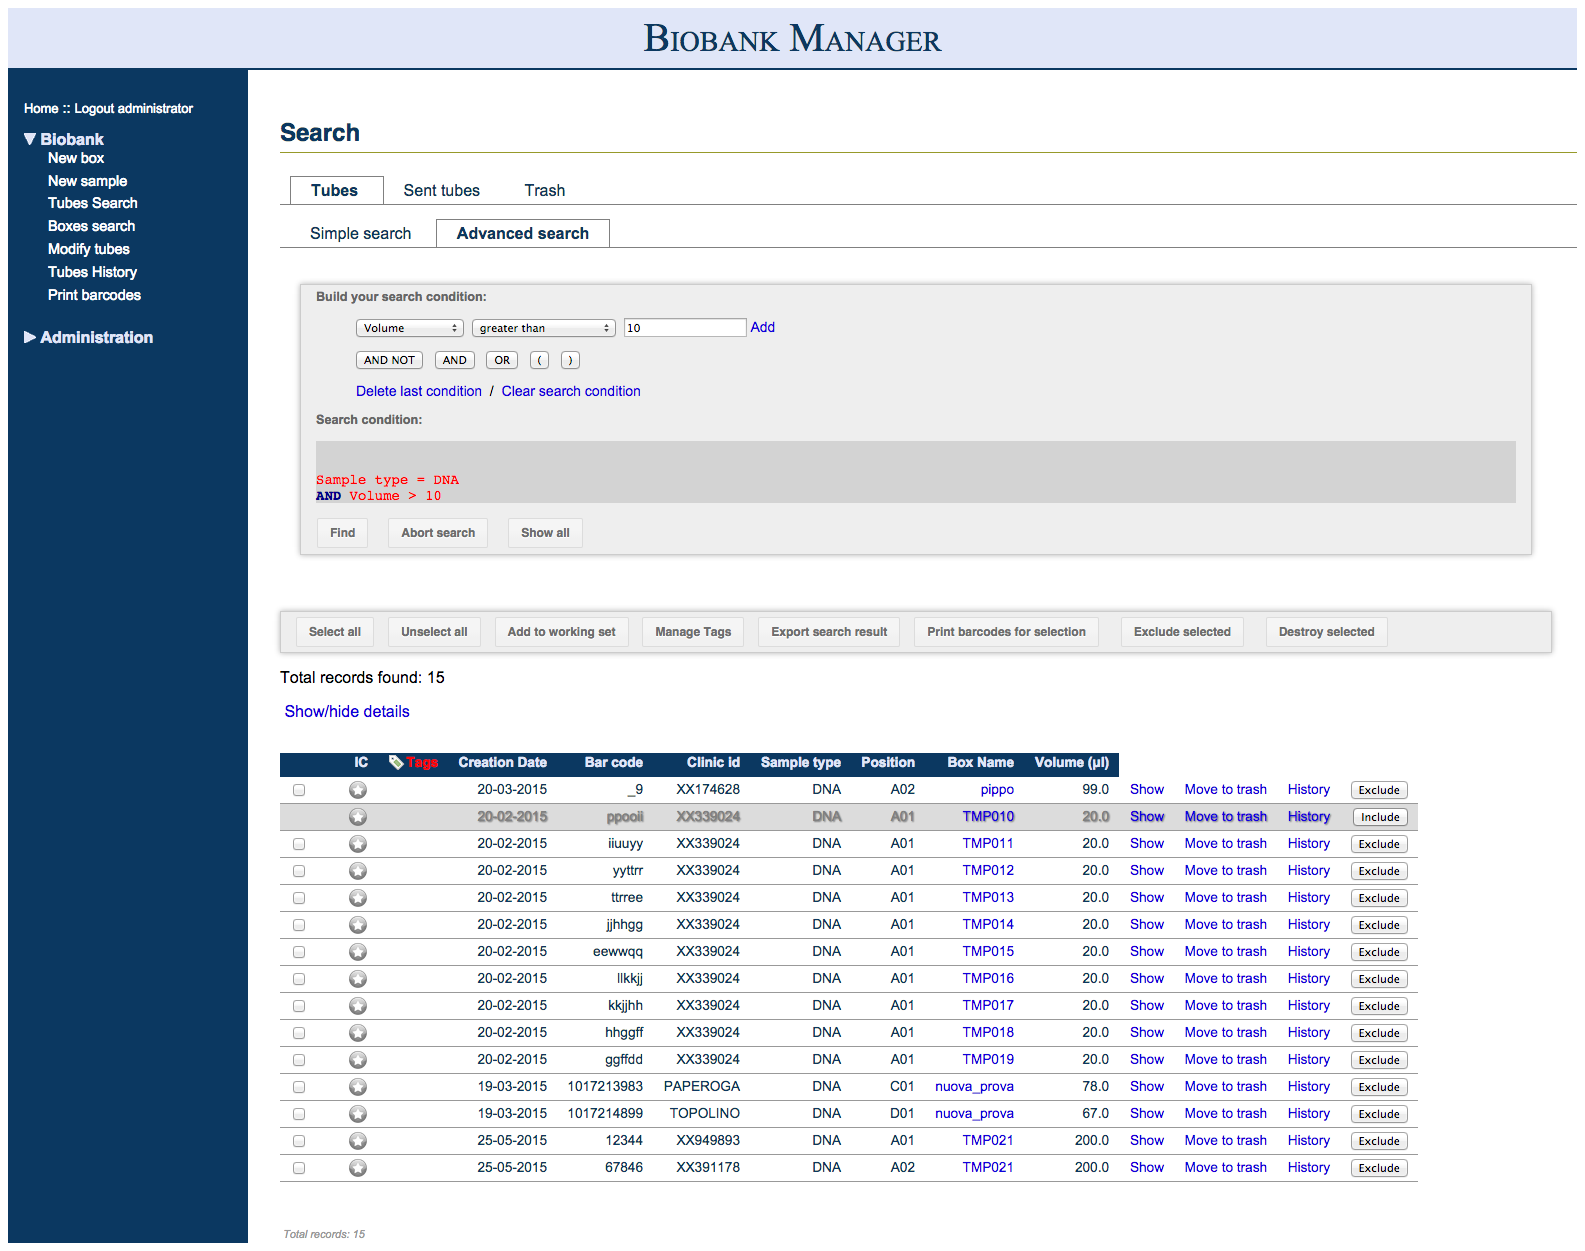 BIOBANK MANAGER
Home :: Logout administrator
▼ Biobank
New box
New sample
Tubes Search
Boxes search
Modify tubes
Tubes History
Print barcodes
▶ Administration
Search
Tubes Sent tubes Trash
Simple search Advanced search
Build your search condition:
Volume greater than 10 Add
AND NOT AND OR ( )
Delete last condition / Clear search condition
Search condition:
Sample type = DNA
AND Volume > 10
Find Abort search Show all
Select all Unselect all Add to working set Manage Tags Export search result Print barcodes for selection Exclude selected Destroy selected
Total records found: 15
Show/hide details
IC Tags Creation Date Bar code Clinic id Sample type Position Box Name Volume (µl)
20-03-2015 _9 XX174628 DNA A02 pippo 99.0 Show Move to trash History Exclude
20-02-2015 ppooii XX339024 DNA A01 TMP010 20.0 Show Move to trash History Include
20-02-2015 iiuuyy XX339024 DNA A01 TMP011 20.0 Show Move to trash History Exclude
20-02-2015 yyttrr XX339024 DNA A01 TMP012 20.0 Show Move to trash History Exclude
20-02-2015 ttrree XX339024 DNA A01 TMP013 20.0 Show Move to trash History Exclude
20-02-2015 jjhhgg XX339024 DNA A01 TMP014 20.0 Show Move to trash History Exclude
20-02-2015 eewwqq XX339024 DNA A01 TMP015 20.0 Show Move to trash History Exclude
20-02-2015 llkkjj XX339024 DNA A01 TMP016 20.0 Show Move to trash History Exclude
20-02-2015 kkjjhh XX339024 DNA A01 TMP017 20.0 Show Move to trash History Exclude
20-02-2015 hhggff XX339024 DNA A01 TMP018 20.0 Show Move to trash History Exclude
20-02-2015 ggffdd XX339024 DNA A01 TMP019 20.0 Show Move to trash History Exclude
19-03-2015 1017213983 PAPEROGA DNA C01 nuova_prova 78.0 Show Move to trash History Exclude
19-03-2015 1017214899 TOPOLINO DNA D01 nuova_prova 67.0 Show Move to trash History Exclude
25-05-2015 12344 XX949893 DNA A01 TMP021 200.0 Show Move to trash History Exclude
25-05-2015 67846 XX391178 DNA A02 TMP021 200.0 Show Move to trash History Exclude
Total records: 15